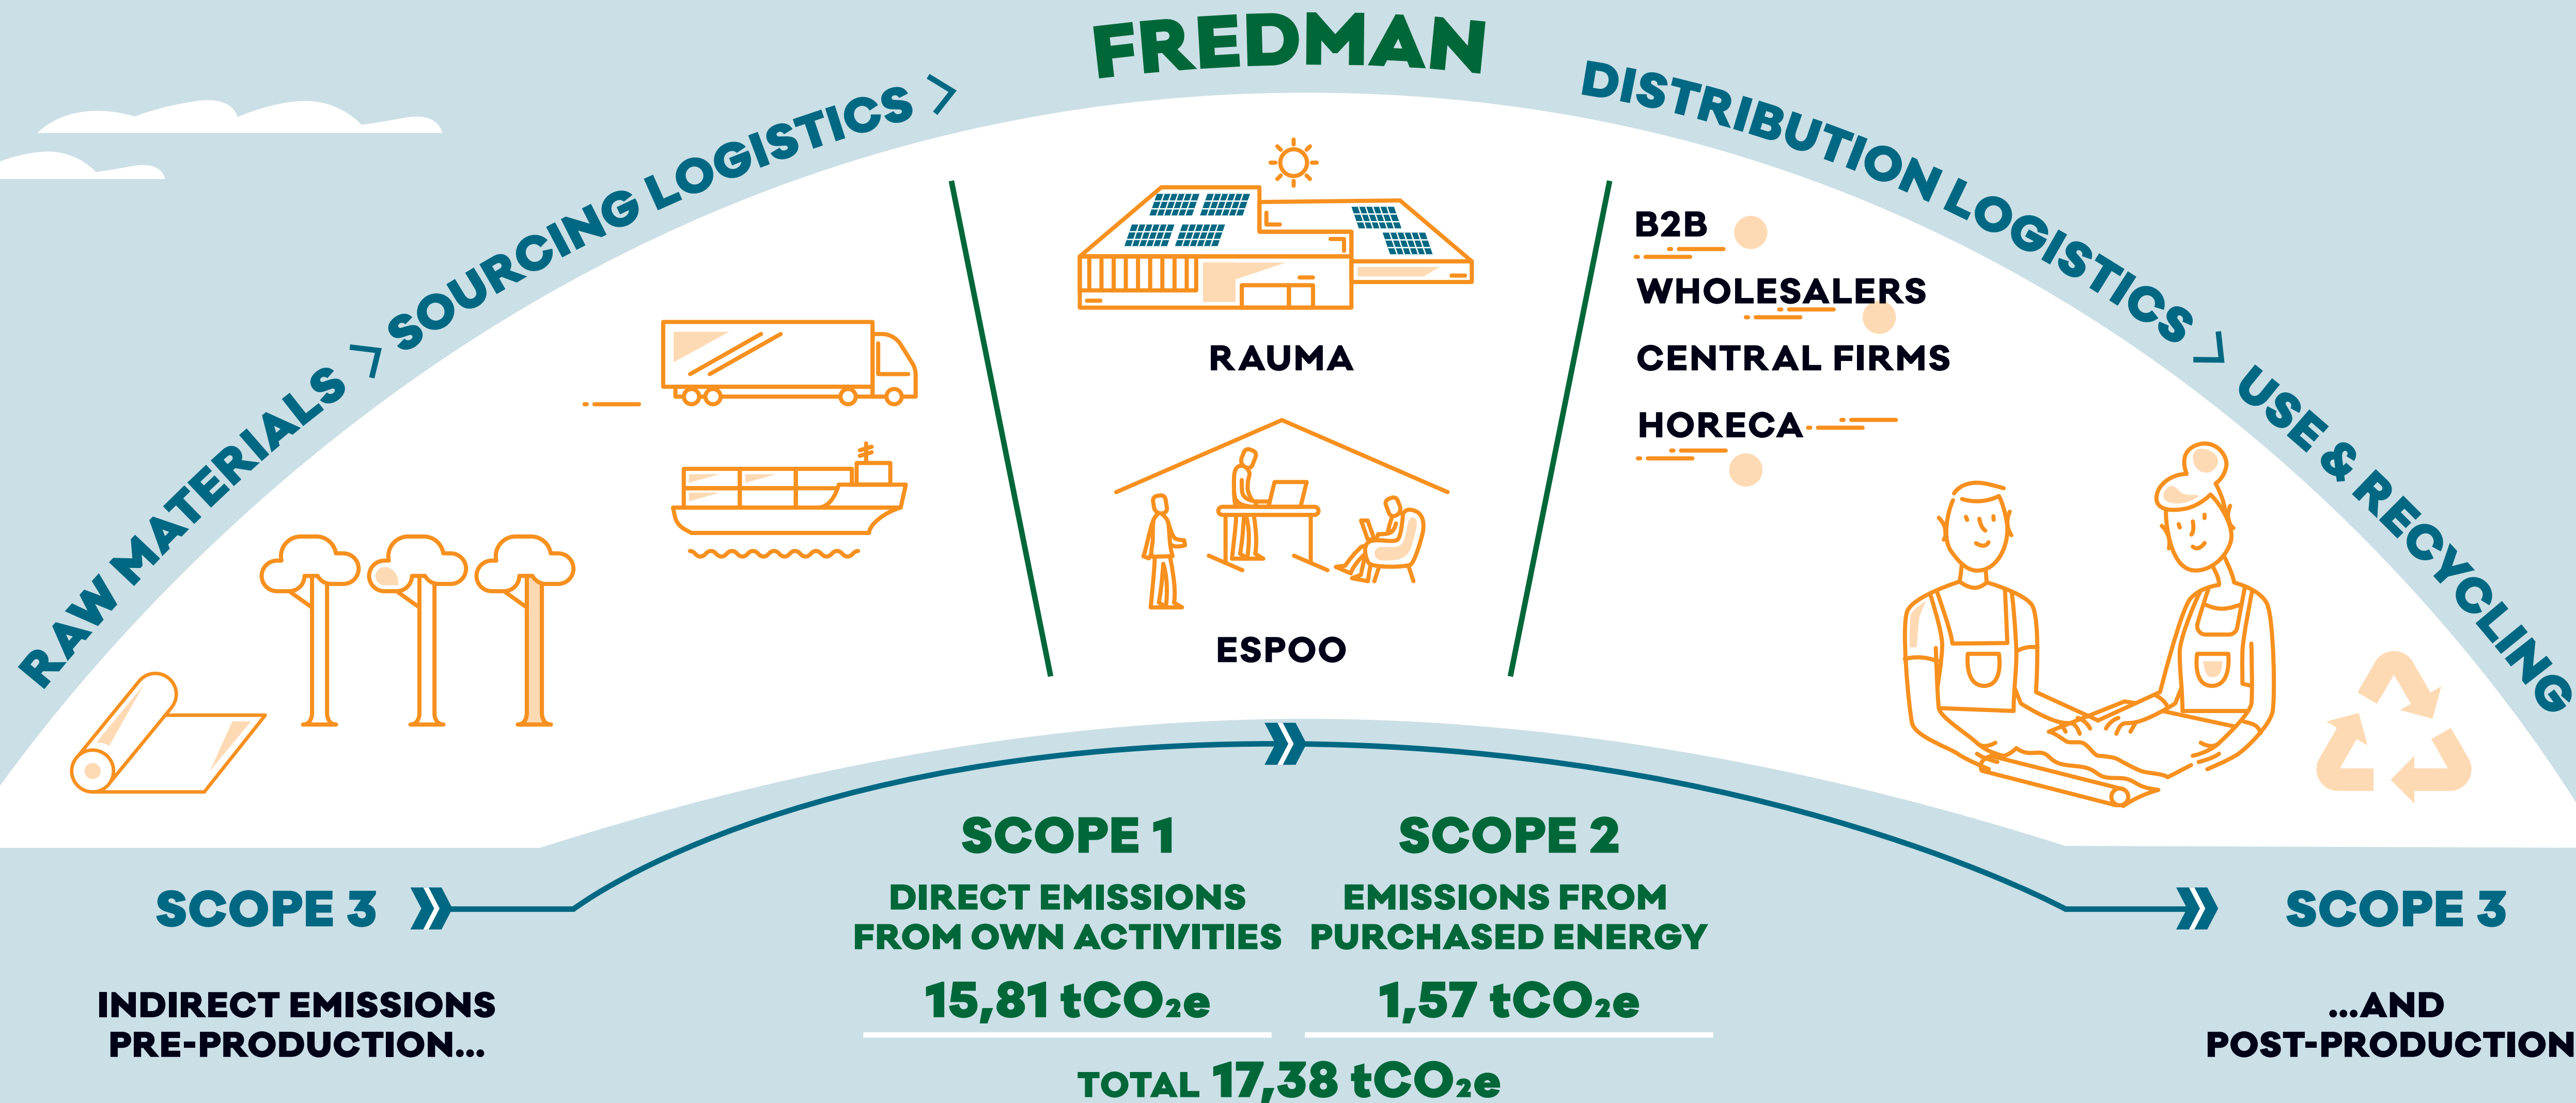 FREDMAN
RAW MATERIALS > SOURCING LOGISTICS >
DISTRIBUTION LOGISTICS > USE & RECYCLING
RAUMA
ESPOO
B2B
WHOLESALERS
CENTRAL FIRMS
HORECA
SCOPE 3
INDIRECT EMISSIONS
PRE-PRODUCTION...
SCOPE 1
DIRECT EMISSIONS
FROM OWN ACTIVITIES
15,81 tCO₂e
SCOPE 2
EMISSIONS FROM
PURCHASED ENERGY
1,57 tCO₂e
TOTAL 17,38 tCO₂e
SCOPE 3
...AND
POST-PRODUCTION